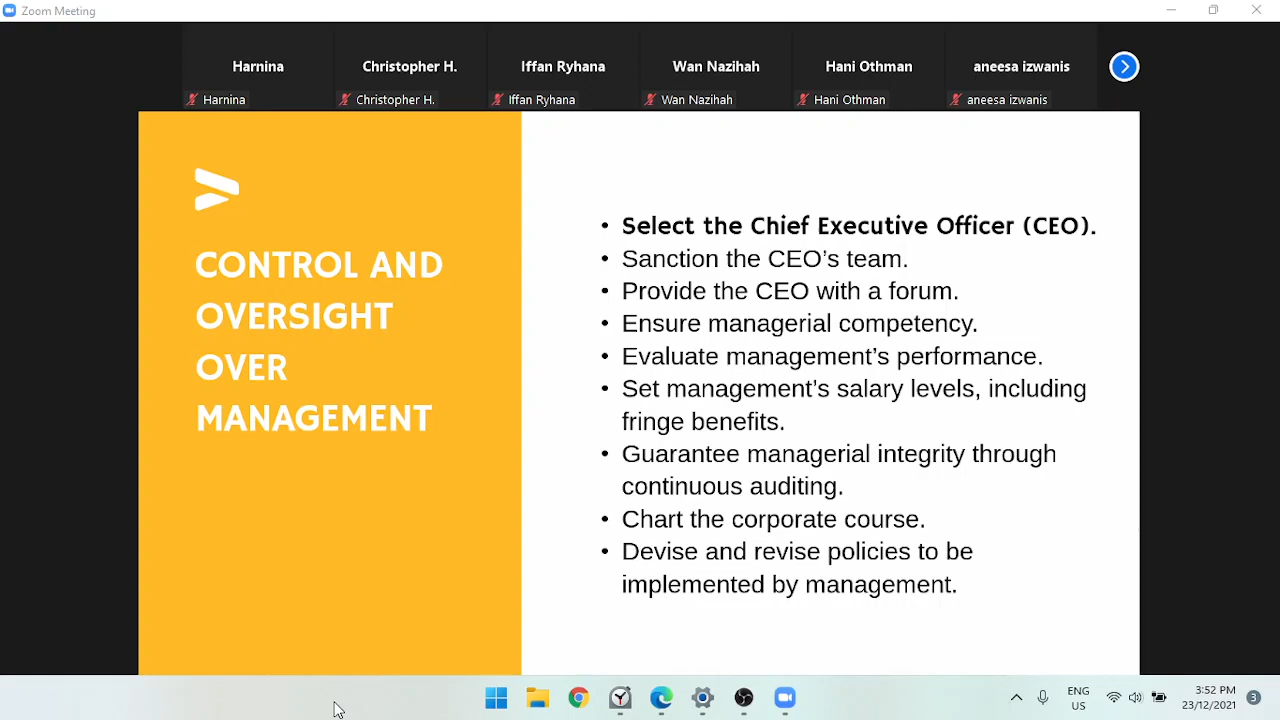 Zoom Meeting
Harnina
Christopher H.
Iffan Ryhana
Wan Nazihah
Hani Othman
aneesa izwanis
Harnina
Christopher H.
Iffan Ryhana
Wan Nazihah
Hani Othman
aneesa izwanis
CONTROL AND
OVERSIGHT
OVER
MANAGEMENT
• Select the Chief Executive Officer (CEO).
• Sanction the CEO’s team.
• Provide the CEO with a forum.
• Ensure managerial competency.
• Evaluate management’s performance.
• Set management’s salary levels, including
fringe benefits.
• Guarantee managerial integrity through
continuous auditing.
• Chart the corporate course.
• Devise and revise policies to be
implemented by management.
ENG
US
3:52 PM
23/12/2021
3